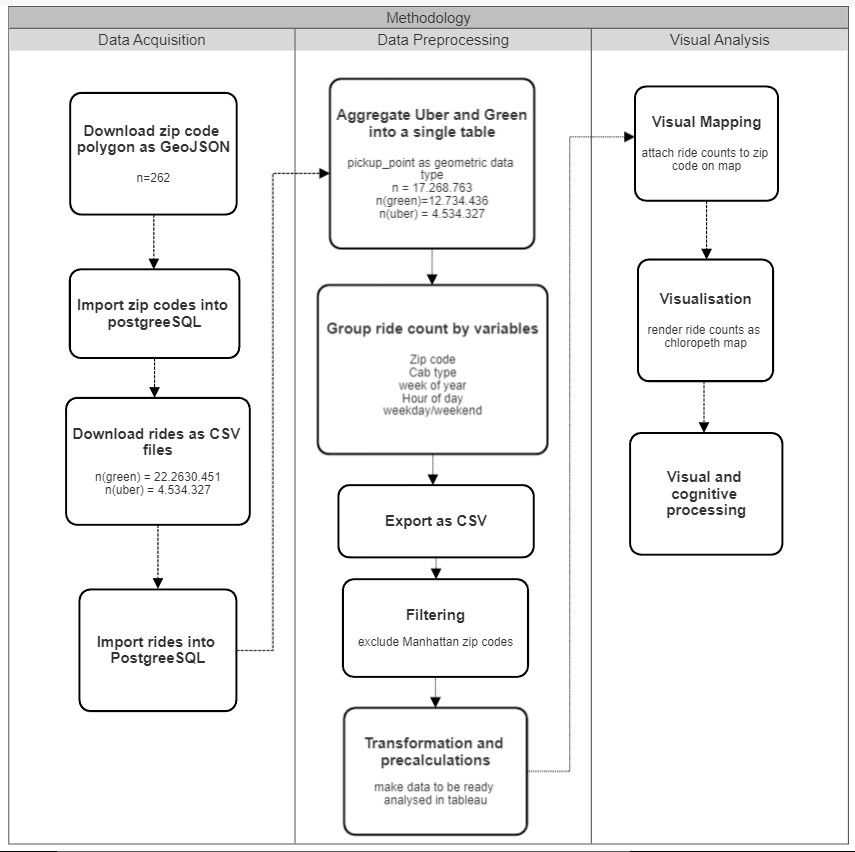 Methodology
Data Acquisition
Download zip code
polygon as GeoJSON
n=262
Import zip codes into
postgreeSQL
Download rides as CSV
files
n(green) = 22.2630.451
n(uber) = 4.534.327
Import rides into
PostgreeSQL
Data Preprocessing
Aggregate Uber and Green
into a single table
pickup_point as geometric data
type
n = 17.268.763
n(green)=12.734.436
n(uber) = 4.534.327
Group ride count by variables
Zip code
Cab type
week of year
Hour of day
weekday/weekend
Export as CSV
Filtering
exclude Manhattan zip codes
Transformation and
precalculations
make data to be ready
analysed in tableau
Visual Analysis
Visual Mapping
attach ride counts to zip
code on map
Visualisation
render ride counts as
chloropeth map
Visual and
cognitive
processing